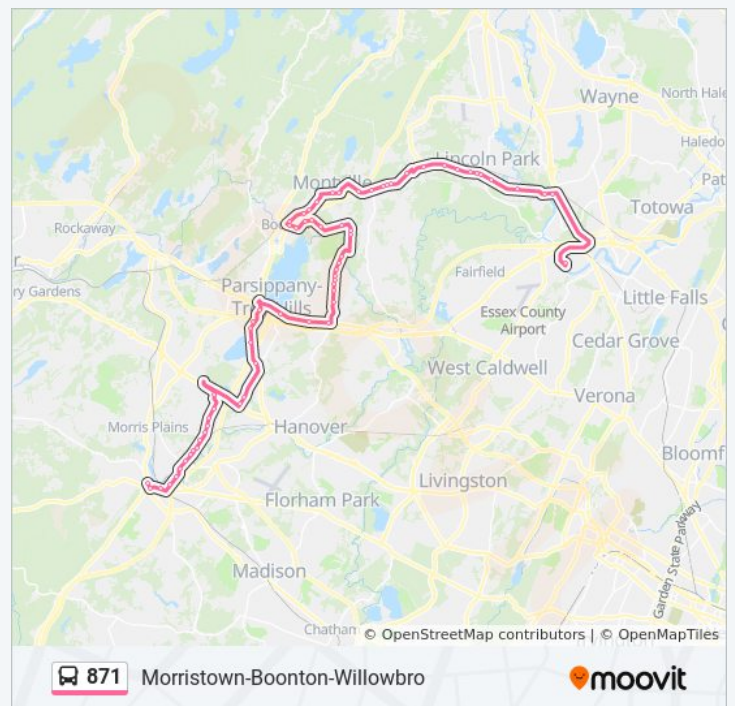 Wayne
North Hale
Haledo
Lincoln Park
Pat
Montville
Totowa
Rockaway
Boo
r
Fairfield
ry Gardens
Parsippany-
Troy Hills
Little Falls
Essex County
Airport
Cedar Grove
West Caldwell
Verona
Morris Plains
Hanover
Bloomf
Livingston
Florham Park
Garden State Parkway
Madison
Chatham
© OpenStreetMap contributors | © OpenMapTiles
Irvington
871 Morristown-Boonton-Willowbro
moovit